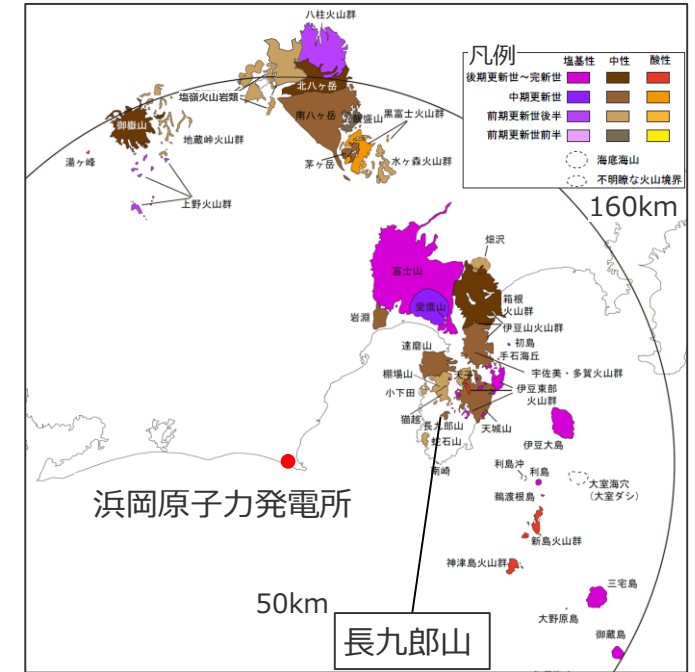 八柱火山群
凡例
塩基性 中性 酸性
後期更新世～完新世
中期更新世
前期更新世後半
前期更新世前半
海底海山
不明瞭な火山境界
160km
北八ヶ岳
塩嶺火山岩類
南八ヶ岳
飯盛山
黒富士火山群
御嶽山
地蔵峠火山群
湯ヶ峰
茅ヶ岳
水ヶ森火山群
上野火山群
畑沢
富士山
愛鷹山
箱根
火山群
岩淵
伊豆山火山群
初島
達磨山
手石海丘
宇佐美・多賀火山群
棚場山
天子
小下田
伊豆東部
火山群
猫越
長九郎山
天城山
伊豆大島
蛇石山
南崎
利島沖
利島
大室海穴
(大室ダシ)
浜岡原子力発電所
鵜渡根島
新島火山群
神津島火山群
50km
三宅島
大野原島
長九郎山
御蔵島